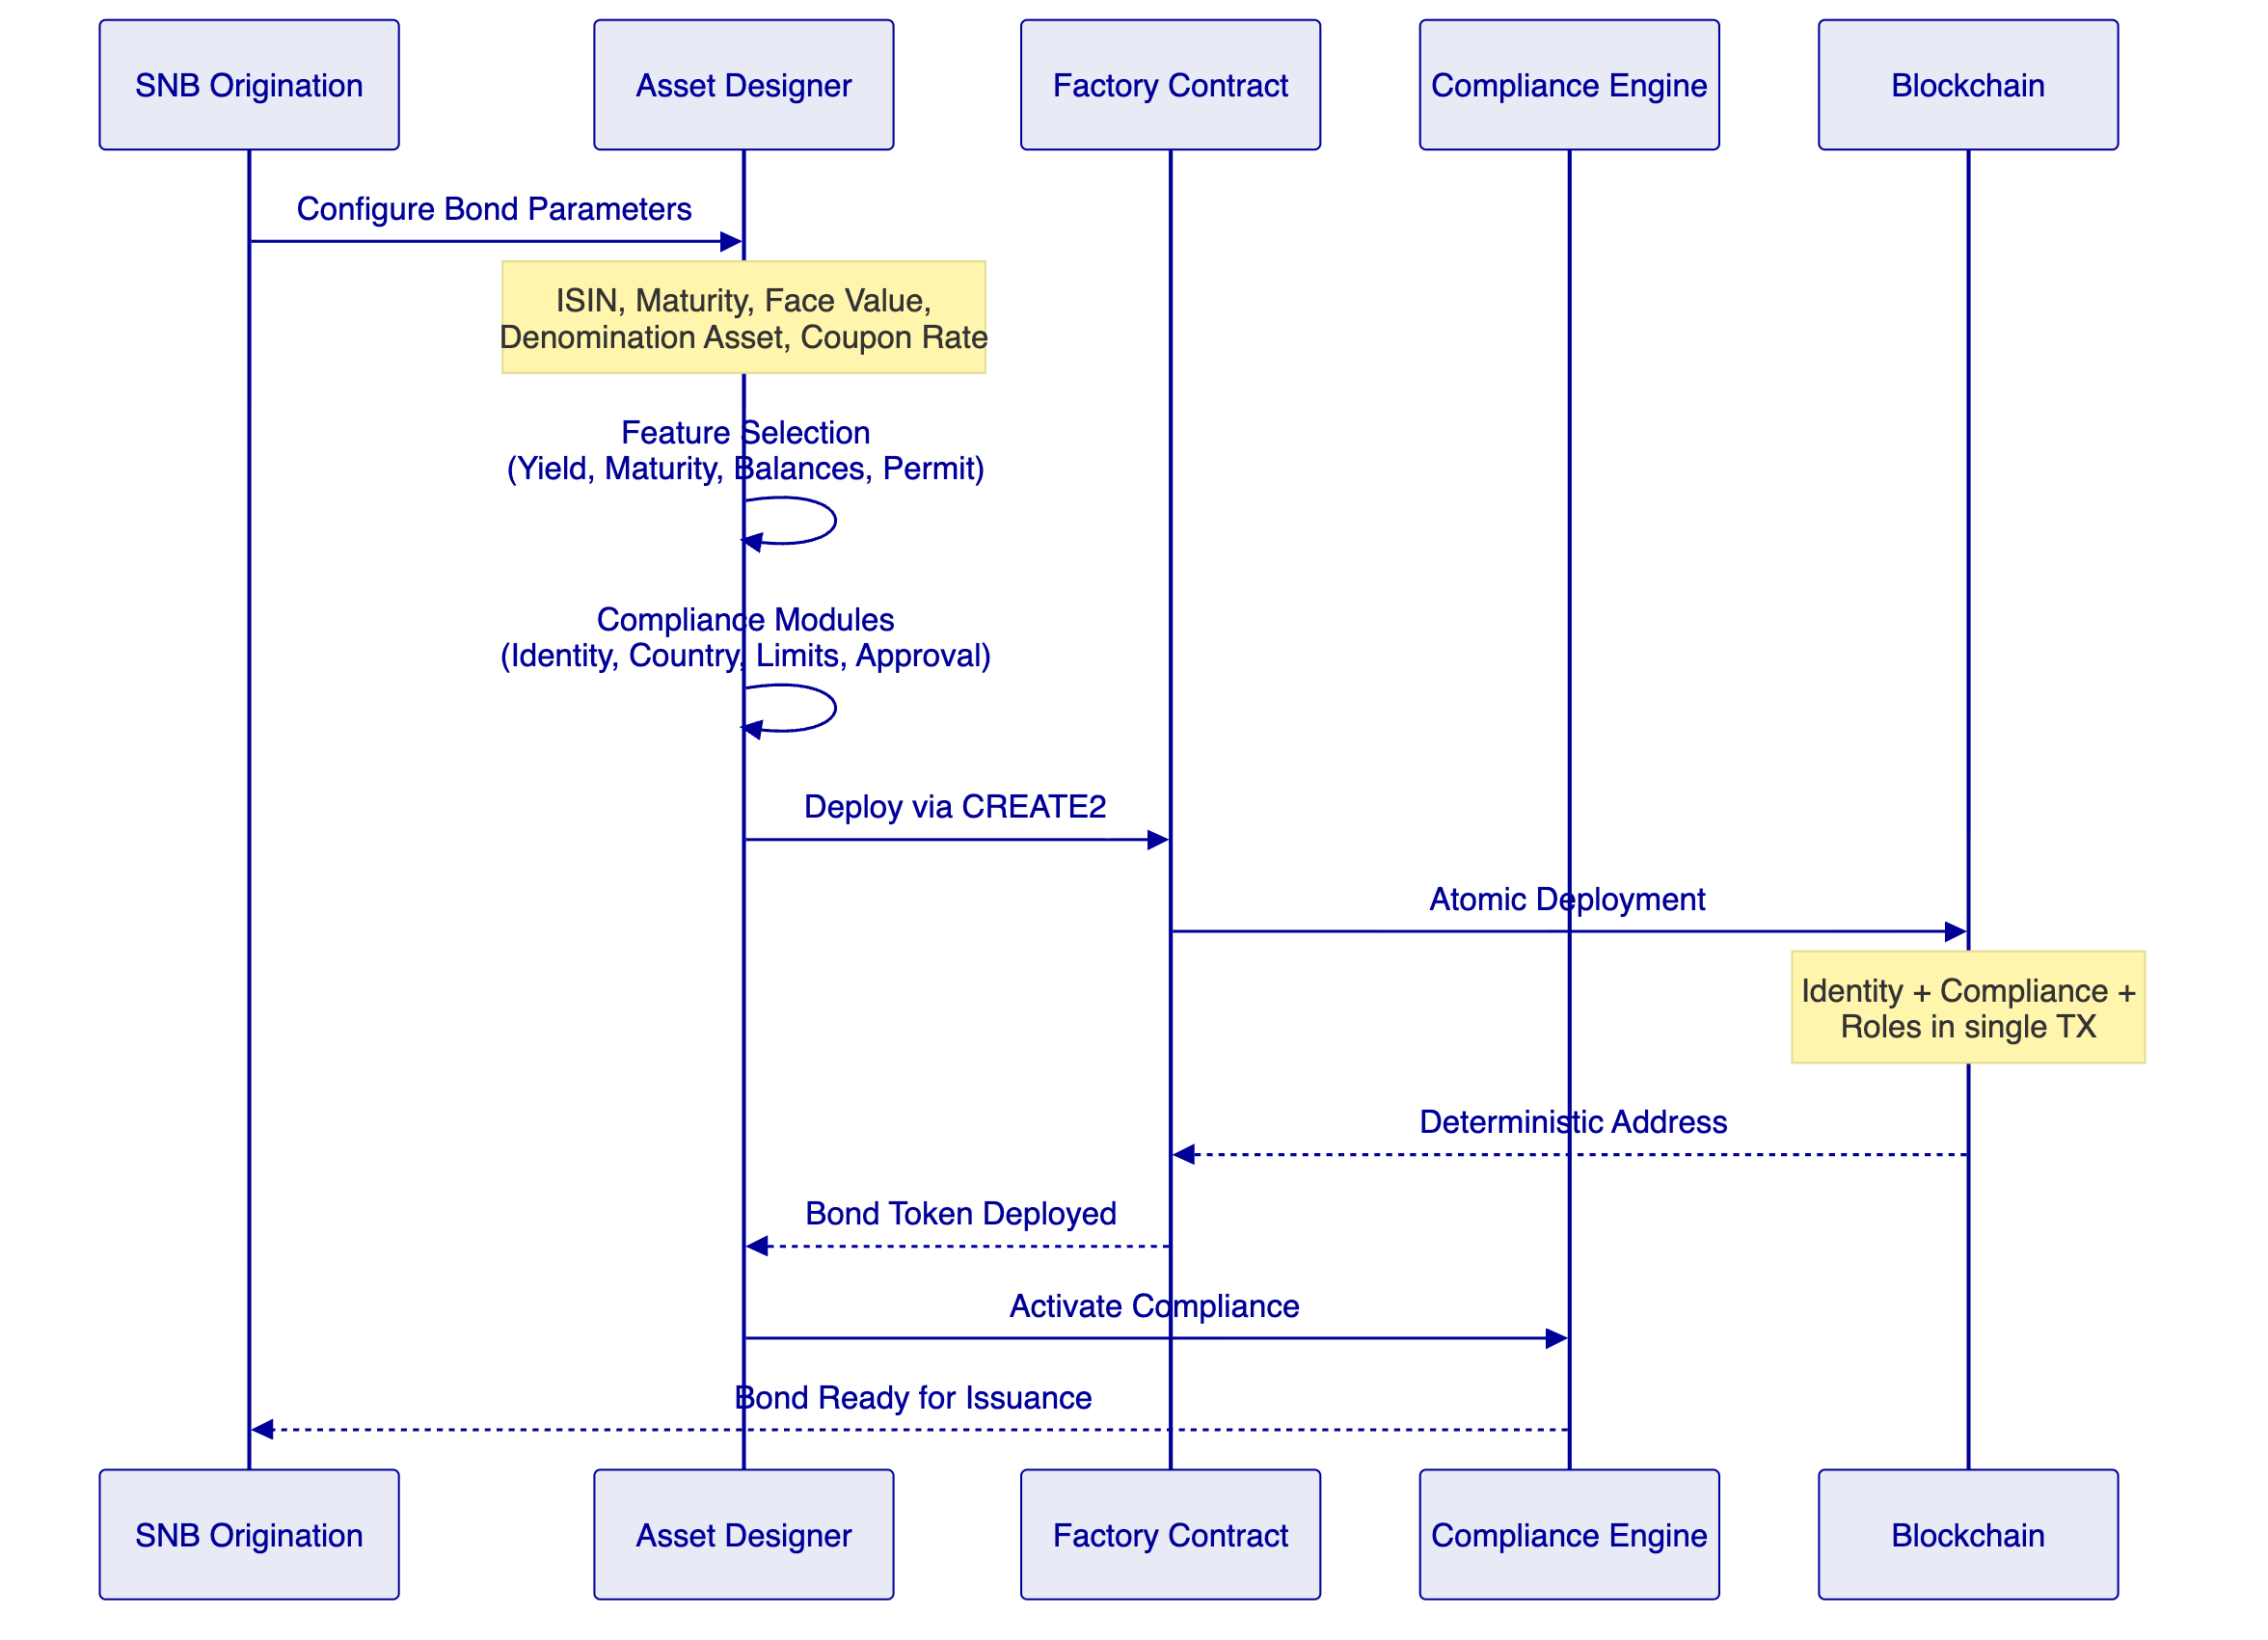 SNB Origination
Asset Designer
Factory Contract
Compliance Engine
Blockchain
Configure Bond Parameters
ISIN, Maturity, Face Value,
Denomination Asset, Coupon Rate
Feature Selection
(Yield, Maturity, Balances, Permit)
Compliance Modules
(Identity, Country, Limits, Approval)
Deploy via CREATE2
Atomic Deployment
Identity + Compliance +
Roles in single TX
Deterministic Address
Bond Token Deployed
Activate Compliance
Bond Ready for Issuance
SNB Origination
Asset Designer
Factory Contract
Compliance Engine
Blockchain